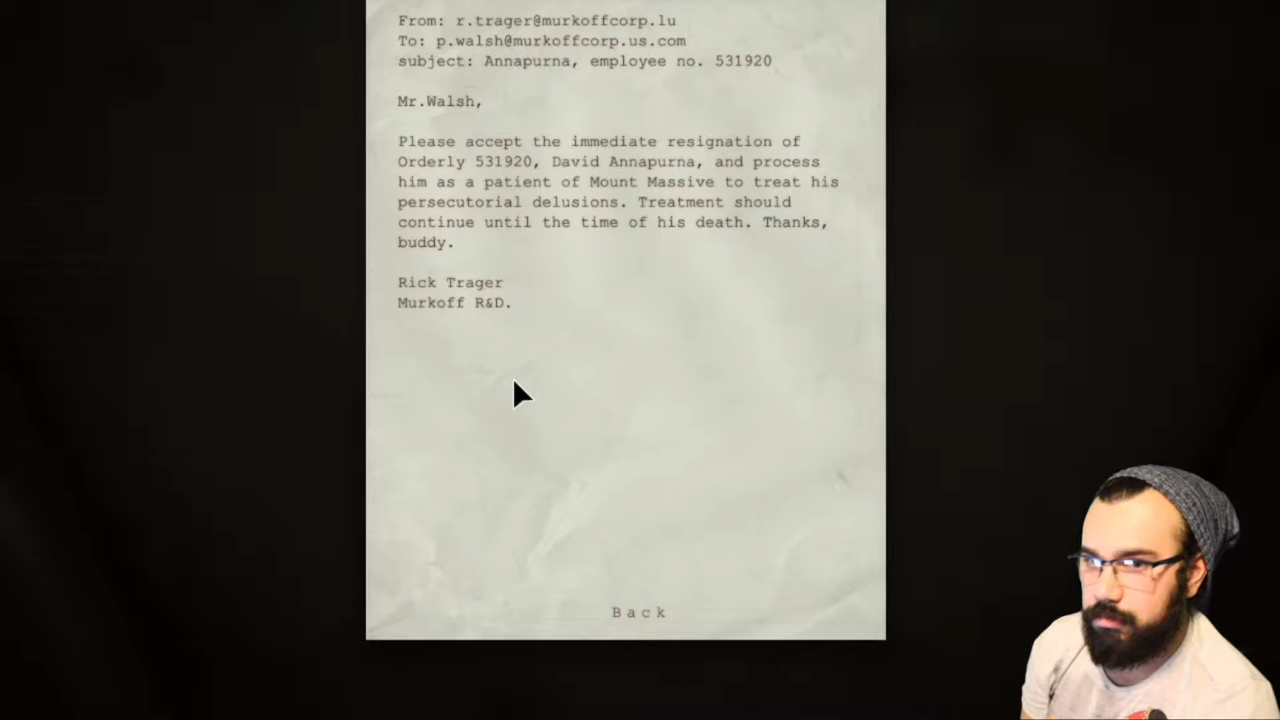 From: r.trager@murkoffcorp.lu
To: p.walsh@murkoffcorp.us.com
subject: Annapurna, employee no. 531920
Mr.Walsh,
Please accept the immediate resignation of
Orderly 531920, David Annapurna, and process
him as a patient of Mount Massive to treat his
persecutorial delusions. Treatment should
continue until the time of his death. Thanks,
buddy.
Rick Trager
Murkoff R&D.
Back